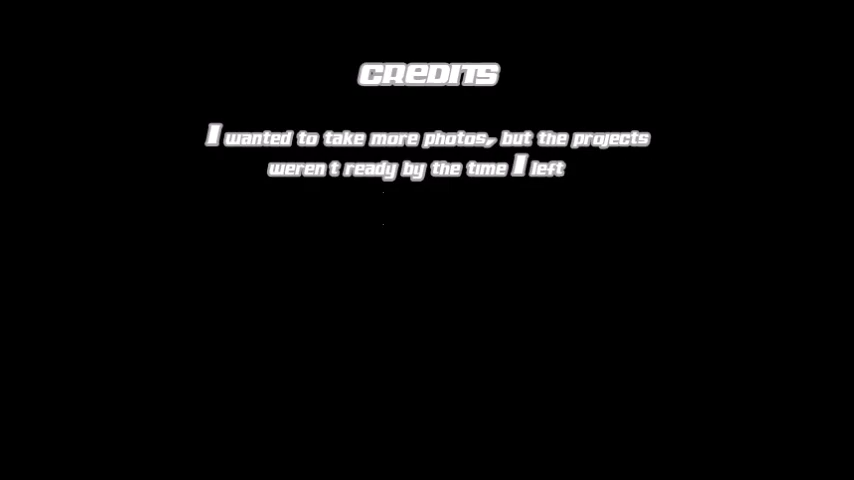 CREDITS
I wanted to take more photos, but the projects
weren't ready by the time I left